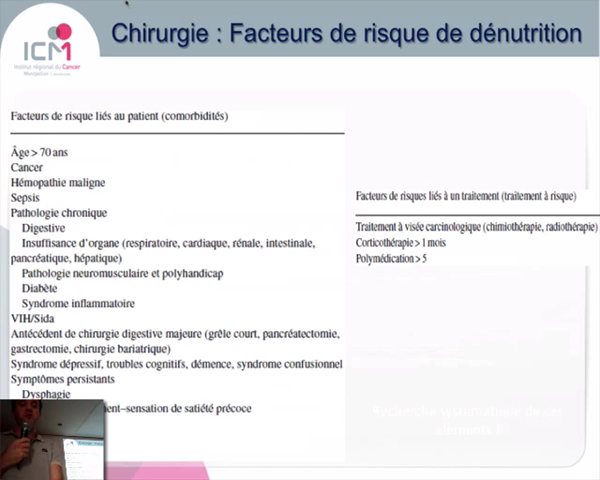 Chirurgie : Facteurs de risque de dénutrition
ICM
Institut régional du Cancer
Montpellier
Facteurs de risque liés au patient (comorbidités)
Âge > 70 ans
Cancer
Hémopathie maligne
Sepsis
Pathologie chronique
Digestive
Insuffisance d'organe (respiratoire, cardiaque, rénale, intestinale,
pancréatique, hépatique)
Pathologie neuromusculaire et polyhandicap
Diabète
Syndrome inflammatoire
VIH/Sida
Antécédent de chirurgie digestive majeure (grêle court, pancréatectomie,
gastrectomie, chirurgie bariatrique)
Syndrome dépressif, troubles cognitifs, démence, syndrome confusionnel
Symptômes persistants
Dysphagie
ent–sensation de satiété précoce
Facteurs de risques liés à un traitement (traitement à risque)
Traitement à visée carcinologique (chimiothérapie, radiothérapie)
Corticothérapie > 1 mois
Polymédication > 5